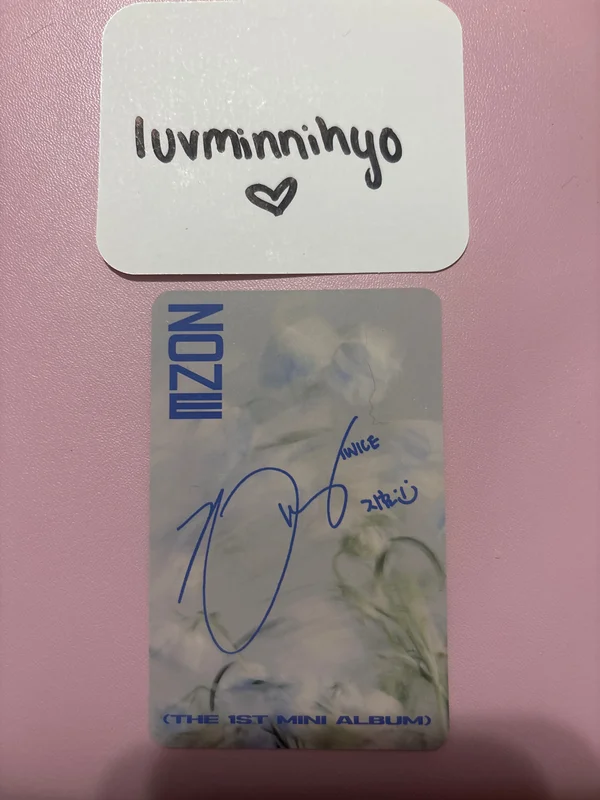 luvminnihyo
ZONE
TWICE
지효
(THE 1ST MINI ALBUM)